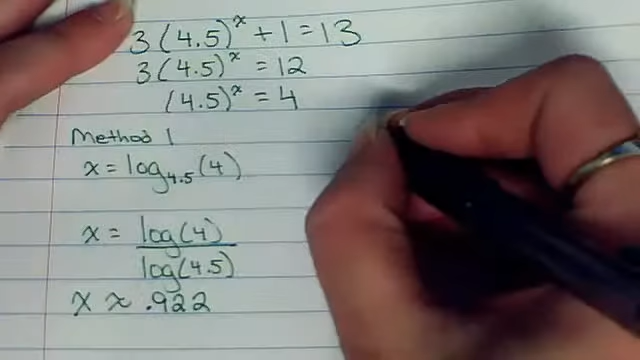 3(4.5)^x + 1 = 13
3(4.5)^x = 12
(4.5)^x = 4
Method 1
x = log_4.5(4)
x = log(4)
log(4.5)
x ≈ .922